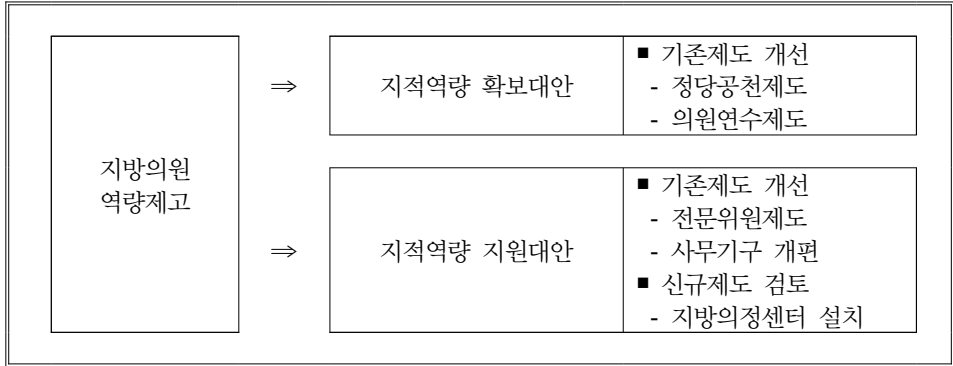 지방의원
역량제고
⇒
지적역량 확보대안
■ 기존제도 개선
- 정당공천제도
- 의원연수제도
⇒
지적역량 지원대안
■ 기존제도 개선
- 전문위원제도
- 사무기구 개편
■ 신규제도 검토
- 지방의정센터 설치